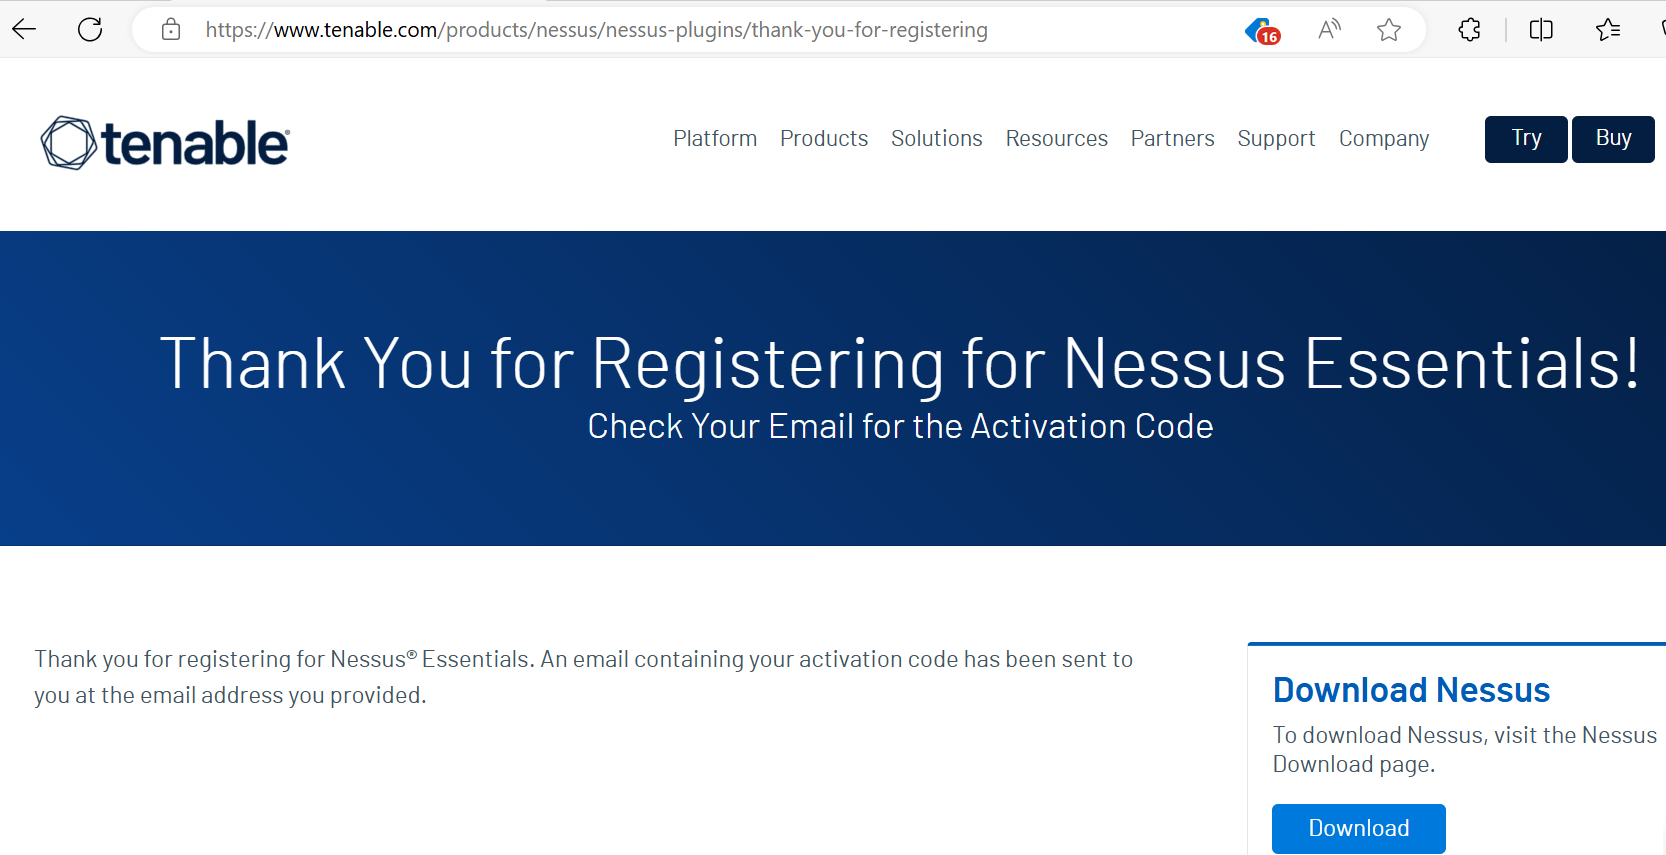 https://www.tenable.com/products/nessus/nessus-plugins/thank-you-for-registering
16
A
tenable®
Platform Products Solutions Resources Partners Support Company Try Buy
Thank You for Registering for Nessus Essentials!
Check Your Email for the Activation Code
Thank you for registering for Nessus® Essentials. An email containing your activation code has been sent to
you at the email address you provided.
Download Nessus
To download Nessus, visit the Nessus
Download page.
Download